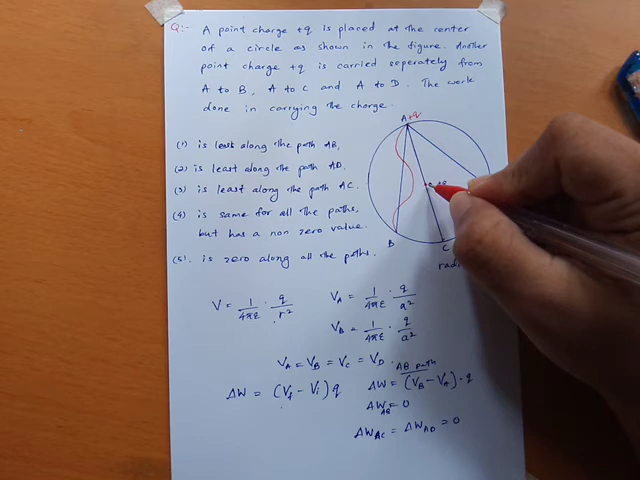 Q:- A point charge +q is placed at the center
of a circle as shown in the figure. Another
point charge +q is carried seperately from
A to B, A to C and A to D. The work
done in carrying the charge.
(1) is least along the path AB,
(2) is least along the path AD.
(3) is least along the path AC.
(4) is same for all the paths,
but has a non zero value.
(5) is zero along all the paths.
A +q
B
C
V = 1/4πε · q/r²
V_A = 1/4πε · q/a²
V_B = 1/4πε · q/a²
V_A = V_B = V_C = V_D .
AB path
ΔW = (V_f - V_i) q
ΔW = (V_B - V_A) · q
ΔW_AB = 0
ΔW_AC = ΔW_AD = 0